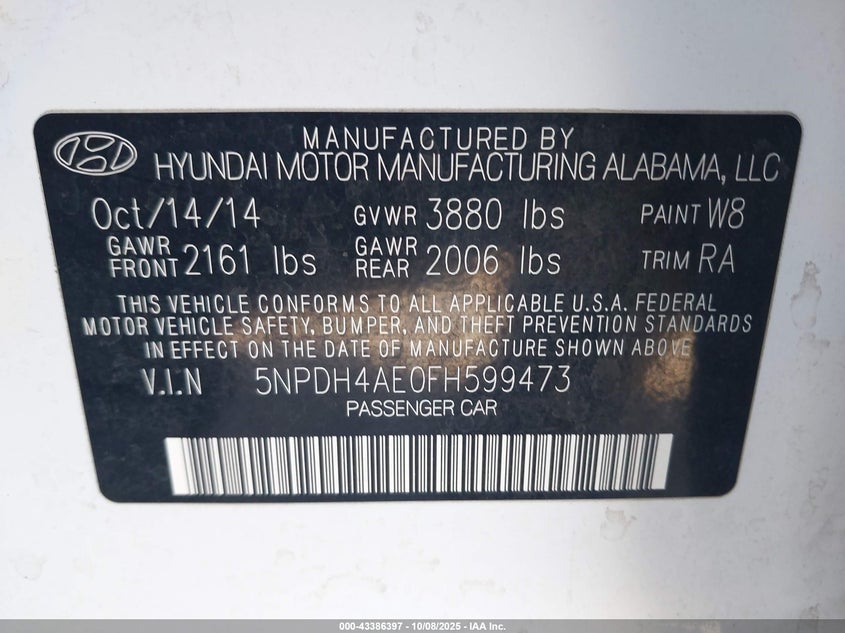 MANUFACTURED BY
HYUNDAI MOTOR MANUFACTURING ALABAMA, LLC
Oct/14/14 GVWR 3880 lbs PAINT W8
GAWR FRONT 2161 lbs GAWR REAR 2006 lbs TRIM RA
THIS VEHICLE CONFORMS TO ALL APPLICABLE U.S.A. FEDERAL
MOTOR VEHICLE SAFETY, BUMPER, AND THEFT PREVENTION STANDARDS
IN EFFECT ON THE DATE OF MANUFACTURE SHOWN ABOVE
V.I.N 5NPDH4AE0FH599473
PASSENGER CAR
000-43386397 - 10/08/2025 - IAA Inc.